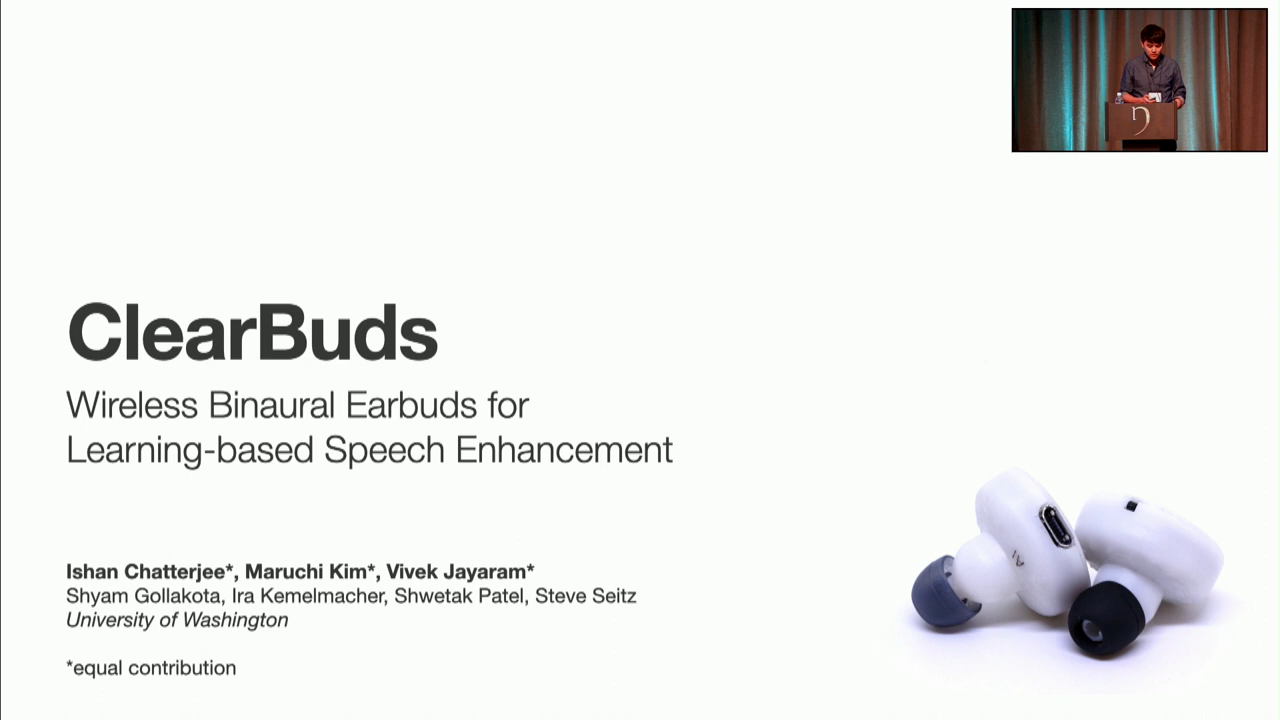 ClearBuds
Wireless Binaural Earbuds for
Learning-based Speech Enhancement
Ishan Chatterjee*, Maruchi Kim*, Vivek Jayaram*
Shyam Gollakota, Ira Kemelmacher, Shwetak Patel, Steve Seitz
University of Washington
*equal contribution